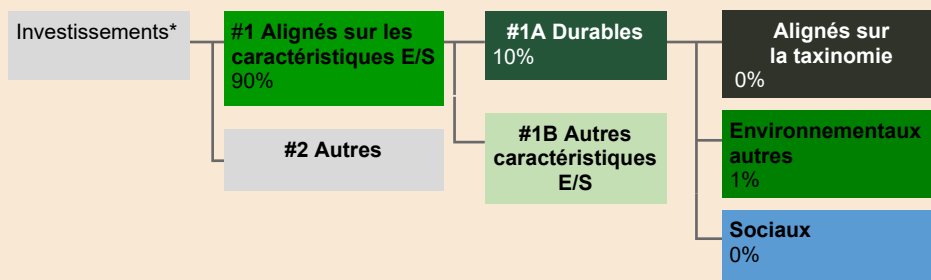 Investissements*
#1 Alignés sur les
caractéristiques E/S
90%
#2 Autres
#1A Durables
10%
#1B Autres
caractéristiques
E/S
Alignés sur
la taxinomie
0%
Environnementaux
autres
1%
Sociaux
0%